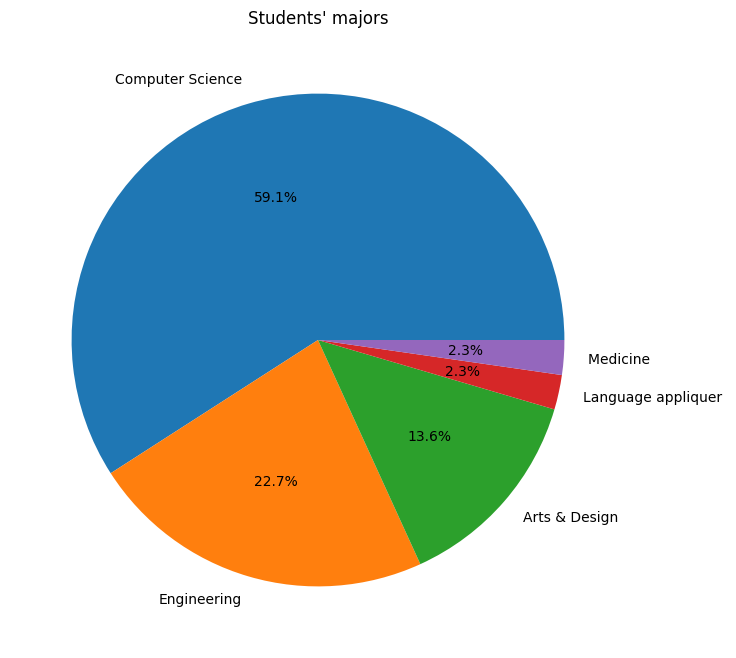 Students' majors
Computer Science
59.1%
2.3%
Medicine
2.3%
Language appliquer
13.6%
22.7%
Arts & Design
Engineering